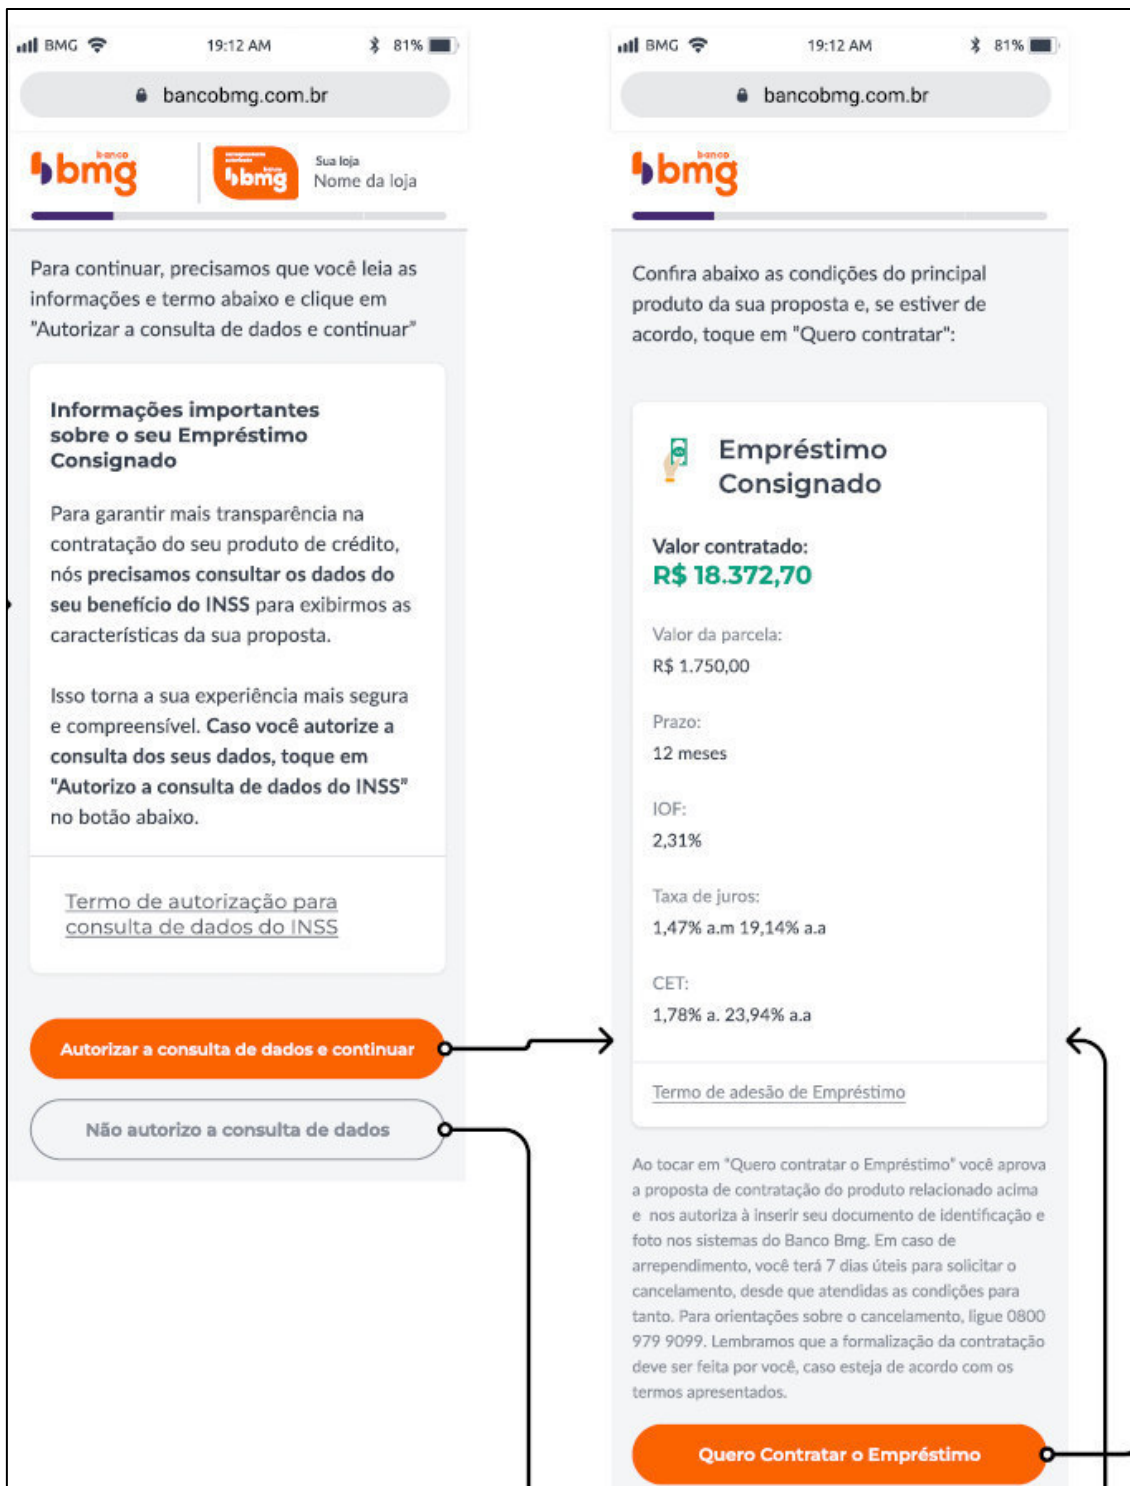 BMG 19:12 AM 81%
bancobmg.com.br
banco
bmg
banco
bmg
Sua loja
Nome da loja
Para continuar, precisamos que você leia as
informações e termo abaixo e clique em
"Autorizar a consulta de dados e continuar"
Informações importantes
sobre o seu Empréstimo
Consignado
Para garantir mais transparência na
contratação do seu produto de crédito,
nós precisamos consultar os dados do
seu benefício do INSS para exibirmos as
características da sua proposta.
Isso torna a sua experiência mais segura
e compreensível. Caso você autorize a
consulta dos seus dados, toque em
"Autorizo a consulta de dados do INSS"
no botão abaixo.
Termo de autorização para
consulta de dados do INSS
Autorizar a consulta de dados e continuar
Não autorizo a consulta de dados
BMG 19:12 AM 81%
bancobmg.com.br
banco
bmg
Confira abaixo as condições do principal
produto da sua proposta e, se estiver de
acordo, toque em "Quero contratar":
Empréstimo
Consignado
Valor contratado:
R$ 18.372,70
Valor da parcela:
R$ 1.750,00
Prazo:
12 meses
IOF:
2,31%
Taxa de juros:
1,47% a.m 19,14% a.a
CET:
1,78% a. 23,94% a.a
Termo de adesão de Empréstimo
Ao tocar em "Quero contratar o Empréstimo" você aprova
a proposta de contratação do produto relacionado acima
e nos autoriza à inserir seu documento de identificação e
foto nos sistemas do Banco Bmg. Em caso de
arrependimento, você terá 7 dias úteis para solicitar o
cancelamento, desde que atendidas as condições para
tanto. Para orientações sobre o cancelamento, ligue 0800
979 9099. Lembramos que a formalização da contratação
deve ser feita por você, caso esteja de acordo com os
termos apresentados.
Quero Contratar o Empréstimo